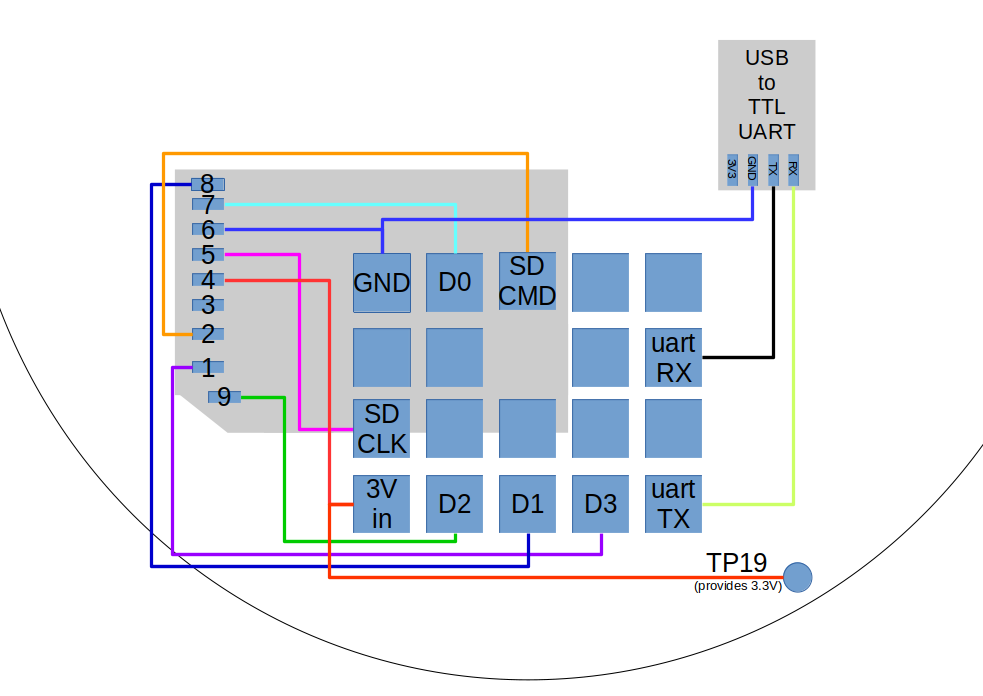 USB
to
TTL
UART
3V3 GND TX RX
8
7
6
5
4
3
2
1
9
GND D0 SD
CMD
uart
RX
SD
CLK
3V
in
D2 D1 D3
uart
TX
TP19
(provides 3.3V)